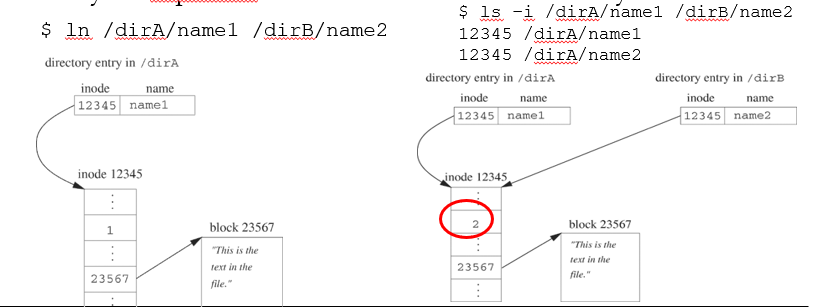 $ ln /dirA/name1 /dirB/name2
directory entry in /dirA
inode name
12345 name1
inode 12345
1
23567
block 23567
"This is the
text in the
file."
$ ls -i /dirA/name1 /dirB/name2
12345 /dirA/name1
12345 /dirA/name2
directory entry in /dirA
inode name
12345 name1
directory entry in /dirB
inode name
12345 name2
inode 12345
2
23567
block 23567
"This is the
text in the
file."